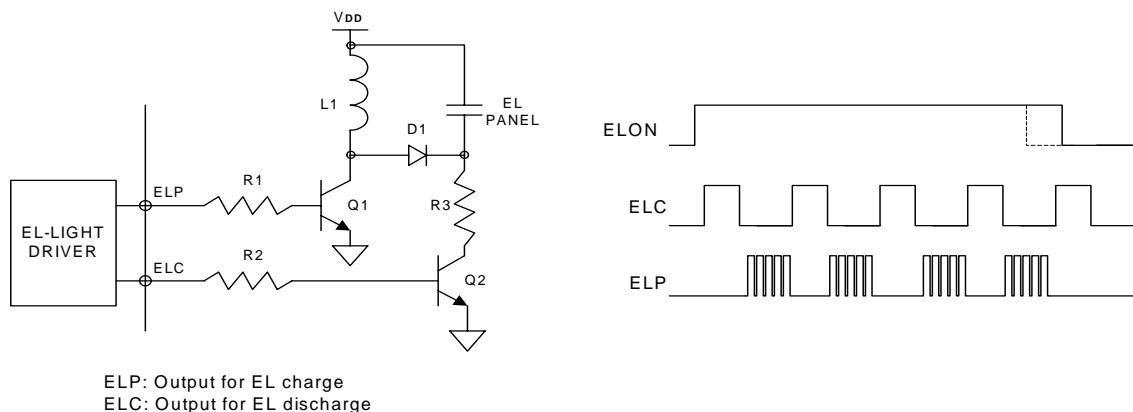 VDD
L1
EL
PANEL
D1
ELP
R1
Q1
R3
EL-LIGHT
DRIVER
ELC
R2
Q2
ELON
ELC
ELP
ELP: Output for EL charge
ELC: Output for EL discharge